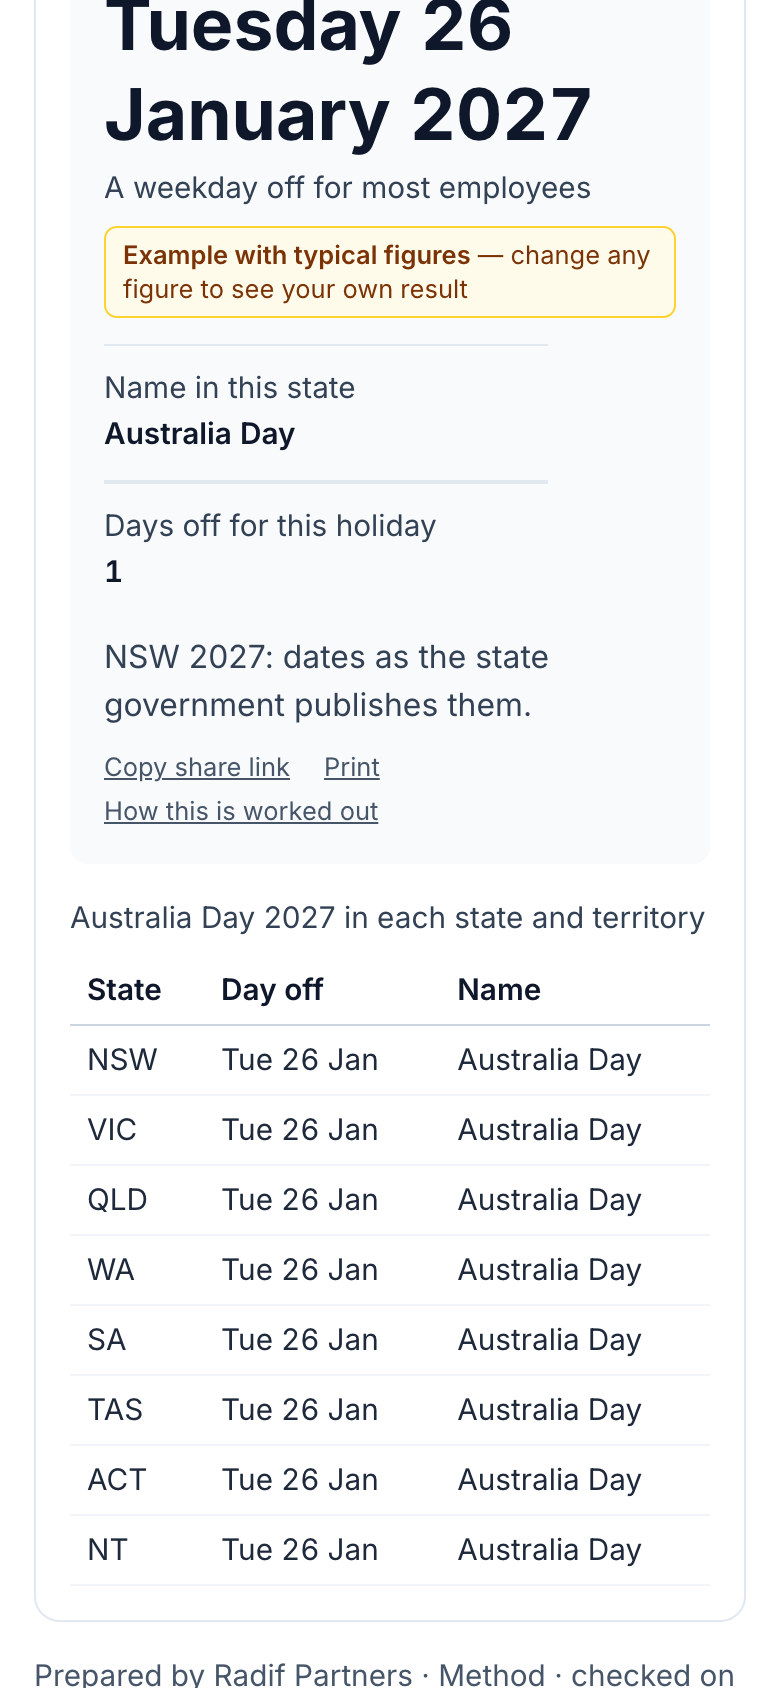 Tuesday 26
January 2027
A weekday off for most employees
Example with typical figures — change any
figure to see your own result
Name in this state
Australia Day
Days off for this holiday
1
NSW 2027: dates as the state
government publishes them.
Copy share link Print
How this is worked out
Australia Day 2027 in each state and territory
State Day off Name
NSW Tue 26 Jan Australia Day
VIC Tue 26 Jan Australia Day
QLD Tue 26 Jan Australia Day
WA Tue 26 Jan Australia Day
SA Tue 26 Jan Australia Day
TAS Tue 26 Jan Australia Day
ACT Tue 26 Jan Australia Day
NT Tue 26 Jan Australia Day
Prepared by Radif Partners · Method · checked on